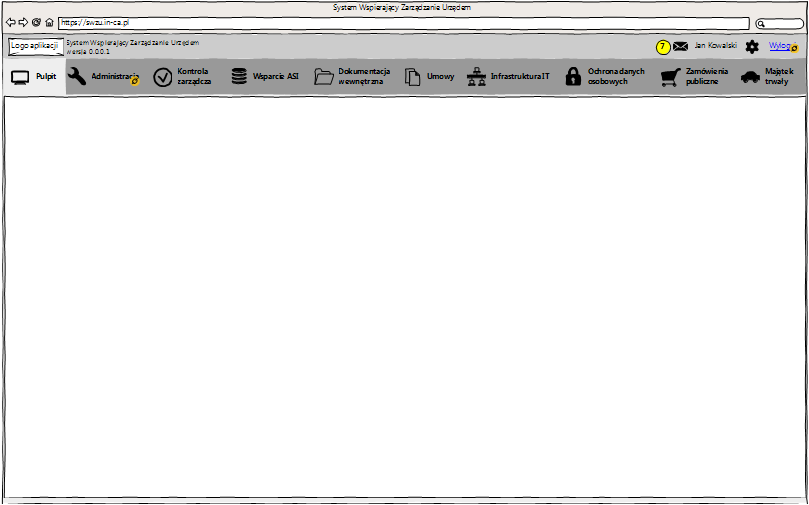 System Wspierający Zarządzanie Urzędem
https://swzu.in-ca.pl
Logo aplikacji
System Wspierający Zarządzanie Urzędem
wersja 0.0.0.1
7
Jan Kowalski
Wyloguj
Pulpit
Administracja
Kontrola
zarządcza
Wsparcie ASI
Dokumentacja
wewnętrzna
Umowy
Infrastruktura IT
Ochrona danych
osobowych
Zamówienia
publiczne
Majątek
trwały